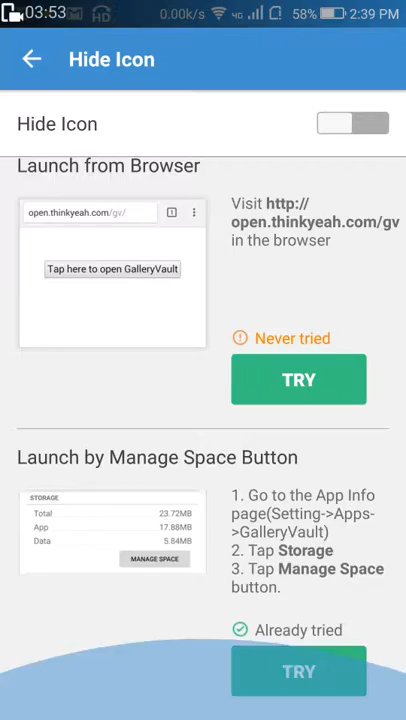 03:53 HD 0.00k/s 4G 58% 2:39 PM
Hide Icon
Hide Icon
Launch from Browser
open.thinkyeah.com/gv/
Tap here to open GalleryVault
Visit http://
open.thinkyeah.com/gv
in the browser
Never tried
TRY
Launch by Manage Space Button
STORAGE
Total 23.72MB
App 17.88MB
Data 5.84MB
MANAGE SPACE
1. Go to the App Info
page(Setting->Apps-
>GalleryVault)
2. Tap Storage
3. Tap Manage Space
button.
Already tried
TRY